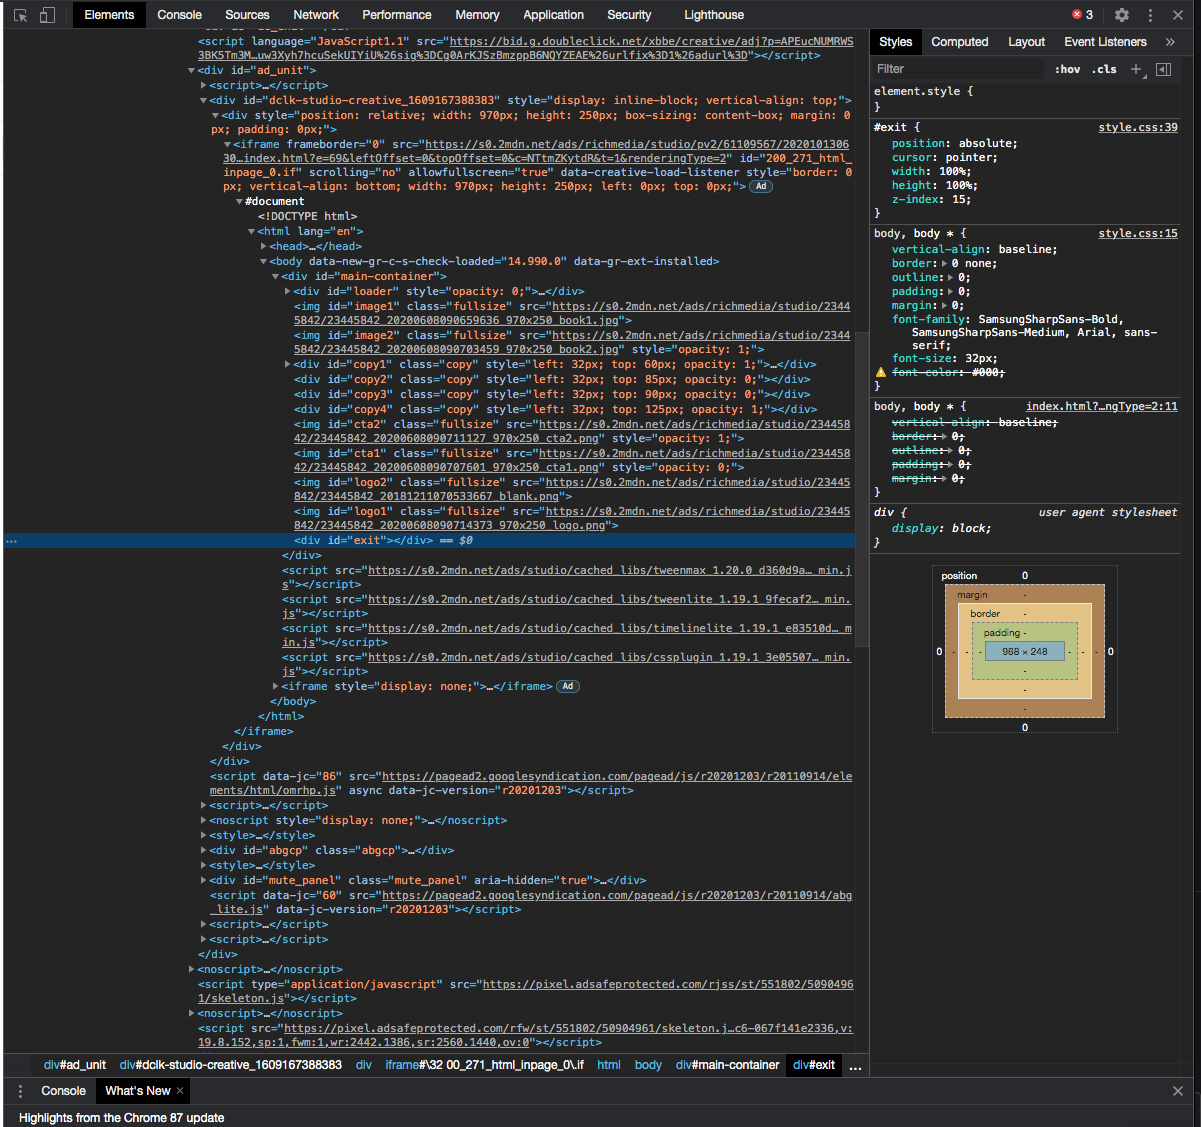 Elements Console Sources Network Performance Memory Application Security Lighthouse 3
<script language="JavaScript1.1" src="https://bid.g.doubleclick.net/xbbe/creative/adj?p=APEucNUMRWS
3BK5Tm3M…uw3Xyh7hcuSekUIYiU%26sig%3DCg0ArKJSzBmzppB6NQYZEAE%26urlfix%3D1%26adurl%3D"></script>
<div id="ad_unit">
<script>…</script>
<div id="dclk-studio-creative_1609167388383" style="display: inline-block; vertical-align: top;">
<div style="position: relative; width: 970px; height: 250px; box-sizing: content-box; margin: 0
px; padding: 0px;">
<iframe frameborder="0" src="https://s0.2mdn.net/ads/richmedia/studio/pv2/61109567/2020101306
30…index.html?e=69&leftOffset=0&topOffset=0&c=NTtmZKytdR&t=1&renderingType=2" id="200_271_html_
inpage_0.if" scrolling="no" allowfullscreen="true" data-creative-load-listener style="border: 0
px; vertical-align: bottom; width: 970px; height: 250px; left: 0px; top: 0px;"> Ad
#document
<!DOCTYPE html>
<html lang="en">
<head>…</head>
<body data-new-gr-c-s-check-loaded="14.990.0" data-gr-ext-installed>
<div id="main-container">
<div id="loader" style="opacity: 0;">…</div>
<img id="image1" class="fullsize" src="https://s0.2mdn.net/ads/richmedia/studio/2344
5842/23445842_20200608090659636_970x250_book1.jpg">
<img id="image2" class="fullsize" src="https://s0.2mdn.net/ads/richmedia/studio/2344
5842/23445842_20200608090703459_970x250_book2.jpg" style="opacity: 1;">
<div id="copy1" class="copy" style="left: 32px; top: 60px; opacity: 1;">…</div>
<div id="copy2" class="copy" style="left: 32px; top: 85px; opacity: 0;"></div>
<div id="copy3" class="copy" style="left: 32px; top: 90px; opacity: 0;"></div>
<div id="copy4" class="copy" style="left: 32px; top: 125px; opacity: 1;"></div>
<img id="cta2" class="fullsize" src="https://s0.2mdn.net/ads/richmedia/studio/234458
42/23445842_20200608090711127_970x250_cta2.png" style="opacity: 1;">
<img id="cta1" class="fullsize" src="https://s0.2mdn.net/ads/richmedia/studio/234458
42/23445842_20200608090707601_970x250_cta1.png" style="opacity: 0;">
<img id="logo2" class="fullsize" src="https://s0.2mdn.net/ads/richmedia/studio/23445
842/23445842_20181211070533667_blank.png">
<img id="logo1" class="fullsize" src="https://s0.2mdn.net/ads/richmedia/studio/23445
842/23445842_20200608090714373_970x250_logo.png">
… <div id="exit"></div> == $0
</div>
<script src="https://s0.2mdn.net/ads/studio/cached_libs/tweenmax_1.20.0_d360d9a…_min.j
s"></script>
<script src="https://s0.2mdn.net/ads/studio/cached_libs/tweenlite_1.19.1_9fecaf2…_min.
js"></script>
<script src="https://s0.2mdn.net/ads/studio/cached_libs/timelinelite_1.19.1_e83510d…_m
in.js"></script>
<script src="https://s0.2mdn.net/ads/studio/cached_libs/cssplugin_1.19.1_3e05507…_min.
js"></script>
<iframe style="display: none;">…</iframe> Ad
</body>
</html>
</iframe>
</div>
</div>
<script data-jc="86" src="https://pagead2.googlesyndication.com/pagead/js/r20201203/r20110914/ele
ments/html/omrhp.js" async data-jc-version="r20201203"></script>
<script>…</script>
<noscript style="display: none;">…</noscript>
<style>…</style>
<div id="abgcp" class="abgcp">…</div>
<style>…</style>
<div id="mute_panel" class="mute_panel" aria-hidden="true">…</div>
<script data-jc="60" src="https://pagead2.googlesyndication.com/pagead/js/r20201203/r20110914/abg
_lite.js" data-jc-version="r20201203"></script>
<script>…</script>
<script>…</script>
</div>
<noscript>…</noscript>
<script type="application/javascript" src="https://pixel.adsafeprotected.com/rjss/st/551802/5090496
1/skeleton.js"></script>
<noscript>…</noscript>
<script src="https://pixel.adsafeprotected.com/rfw/st/551802/50904961/skeleton.j…c6-067f141e2336,v:
19.8.152,sp:1,fwm:1,wr:2442.1386,sr:2560.1440,ov:0"></script>
div#ad_unit div#dclk-studio-creative_1609167388383 div iframe#\32 00_271_html_inpage_0\.if html body div#main-container div#exit …
Styles Computed Layout Event Listeners »
Filter :hov .cls +
element.style {
}
#exit { style.css:39
position: absolute;
cursor: pointer;
width: 100%;
height: 100%;
z-index: 15;
}
body, body * { style.css:15
vertical-align: baseline;
border: 0 none;
outline: 0;
padding: 0;
margin: 0;
font-family: SamsungSharpSans-Bold,
SamsungSharpSans-Medium, Arial, sans-
serif;
font-size: 32px;
font-color: #000;
}
body, body * { index.html?…ngType=2:11
vertical-align: baseline;
border: 0;
outline: 0;
padding: 0;
margin: 0;
}
div { user agent stylesheet
display: block;
}
position 0
margin -
border -
padding -
0 - - - 968 × 248 - - - 0
-
-
-
0
Console What's New ×
Highlights from the Chrome 87 update